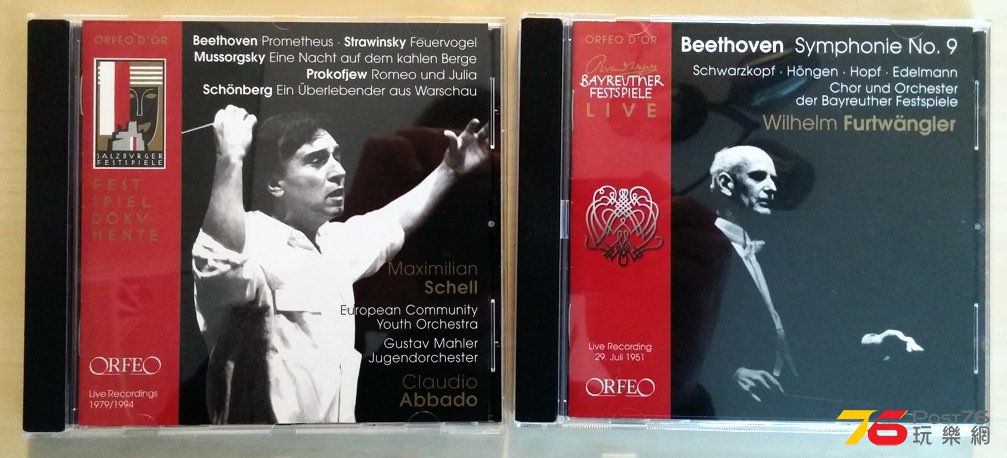 ORFEO D'OR
Beethoven Prometheus · Strawinsky Feuervogel
Mussorgsky Eine Nacht auf dem kahlen Berge
Prokofjew Romeo und Julia
Schönberg Ein Überlebender aus Warschau
SALZBURGER
FESTSPIELE
FEST
SPIEL
DOKU
MENTE
Maximilian
Schell
European Community
Youth Orchestra
Gustav Mahler
Jugendorchester
Claudio
Abbado
ORFEO
Live Recordings
1979/1994
ORFEO D'OR
BAYREUTHER
FESTSPIELE
LIVE
Beethoven Symphonie No. 9
Schwarzkopf · Höngen · Hopf · Edelmann
Chor und Orchester
der Bayreuther Festspiele
Wilhelm Furtwängler
Live Recording
29. Juli 1951
ORFEO
76 POST76
玩樂網